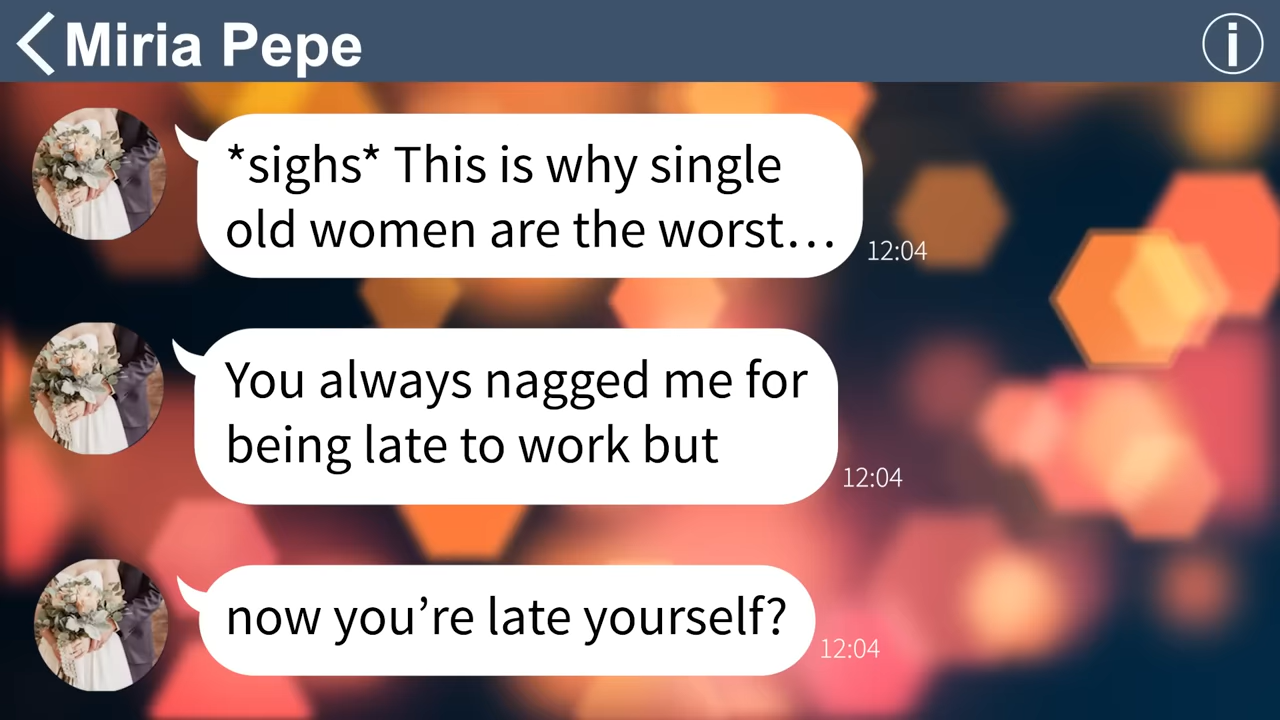 Miria Pepe
i
*sighs* This is why single
old women are the worst…
12:04
You always nagged me for
being late to work but
12:04
now you’re late yourself?
12:04